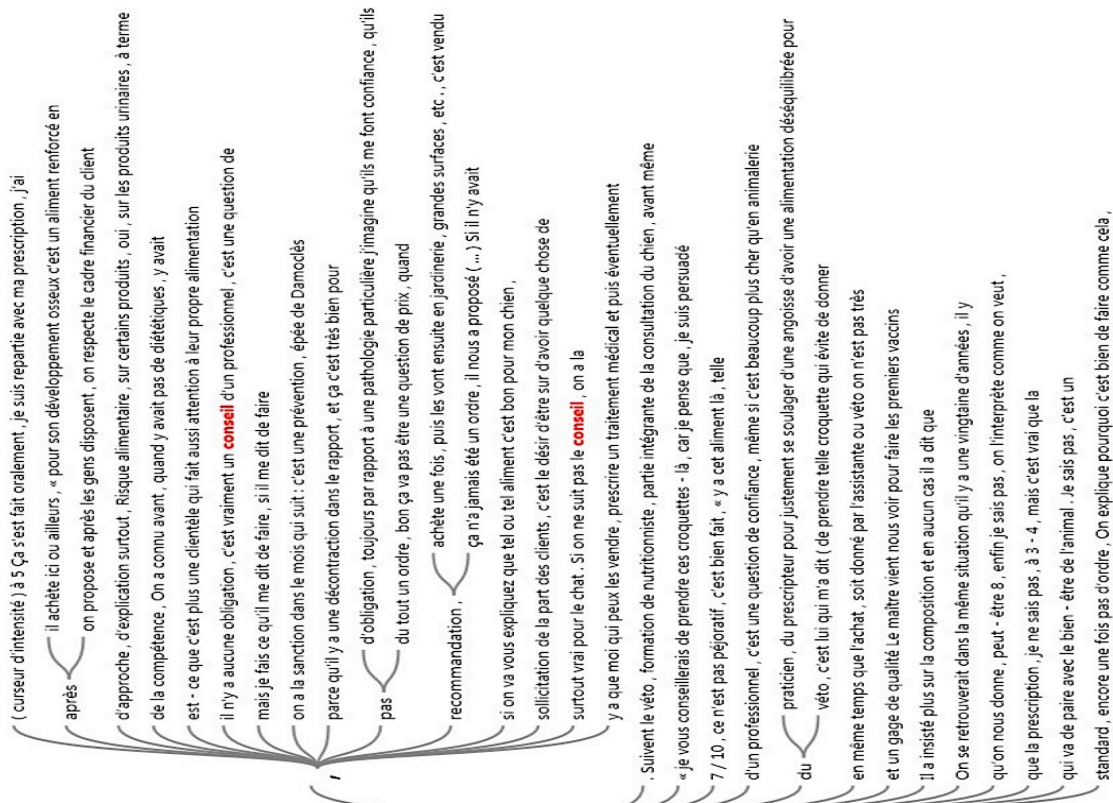 ( curseur d'intensité ) à 5 Ça s'est fait oralement , je suis repartie avec ma prescription , j'ai
après
il achète ici ou ailleurs , « pour son développement osseux c'est un aliment renforcé en
on propose et après les gens disposent , on respecte le cadre financier du client
d'approche , d'explication surtout , Risque alimentaire , sur certains produits , oui , sur les produits urinaires , à terme
de la compétence , On a connu avant , quand y avait pas de diététiques , y avait
est - ce que c'est plus une clientèle qui fait aussi attention à leur propre alimentation
il n'y a aucune obligation , c'est vraiment un conseil d'un professionnel , c'est une question de
mais je fais ce qu'il me dit de faire , si il me dit de faire
on a la sanction dans le mois qui suit : c'est une prévention , épée de Damoclès
parce qu'il y a une décontraction dans le rapport , et ça c'est très bien pour
,
pas
d'obligation , toujours par rapport à une pathologie particulière j'imagine qu'ils me font confiance , qu'ils
du tout un ordre , bon ça va pas être une question de prix , quand
recommandation ,
achète une fois , puis les vont ensuite en jardinerie , grandes surfaces , etc . , c'est vendu
ça n'a jamais été un ordre , il nous a proposé ( ... ) Si il n'y avait
si on va vous expliquez que tel ou tel aliment c'est bon pour mon chien ,
sollicitation de la part des clients , c'est le désir d'être sur d'avoir quelque chose de
surtout vrai pour le chat , Si on ne suit pas le conseil , on a la
y a que moi qui peux les vendre , prescrire un traitement médical et puis éventuellement
. Suivent le véto , formation de nutritionniste , partie intégrante de la consultation du chien , avant même
« je vous conseillerais de prendre ces croquettes - là , car je pense que , je suis persuadé
7 / 10 , ce n'est pas péjoratif , c'est bien fait , « y a cet aliment là , telle
d'un professionnel , c'est une question de confiance , même si c'est beaucoup plus cher qu'en animalerie
du
praticien , du prescripteur pour justement se soulager d'une angoisse d'avoir une alimentation déséquilibrée pour
véto , c'est lui qui m'a dit ( de prendre telle croquette qui évite de donner
en même temps que l'achat , soit donné par l'assistante ou véto on n'est pas très
et un gage de qualité Le maître vient nous voir pour faire les premiers vaccins
Il a insisté plus sur la composition et en aucun cas il a dit que
On se retrouverait dans la même situation qu'il y a une vingtaine d'années , il y
qu'on nous donne , peut - être 8 , enfin je sais pas , on l'interprète comme on veut ,
que la prescription , je ne sais pas , à 3 - 4 , mais c'est vrai que la
qui va de paire avec le bien - être de l'animal . Je sais pas , c'est un
standard , encore une fois pas d'ordre , On explique pourquoi c'est bien de faire comme cela ,